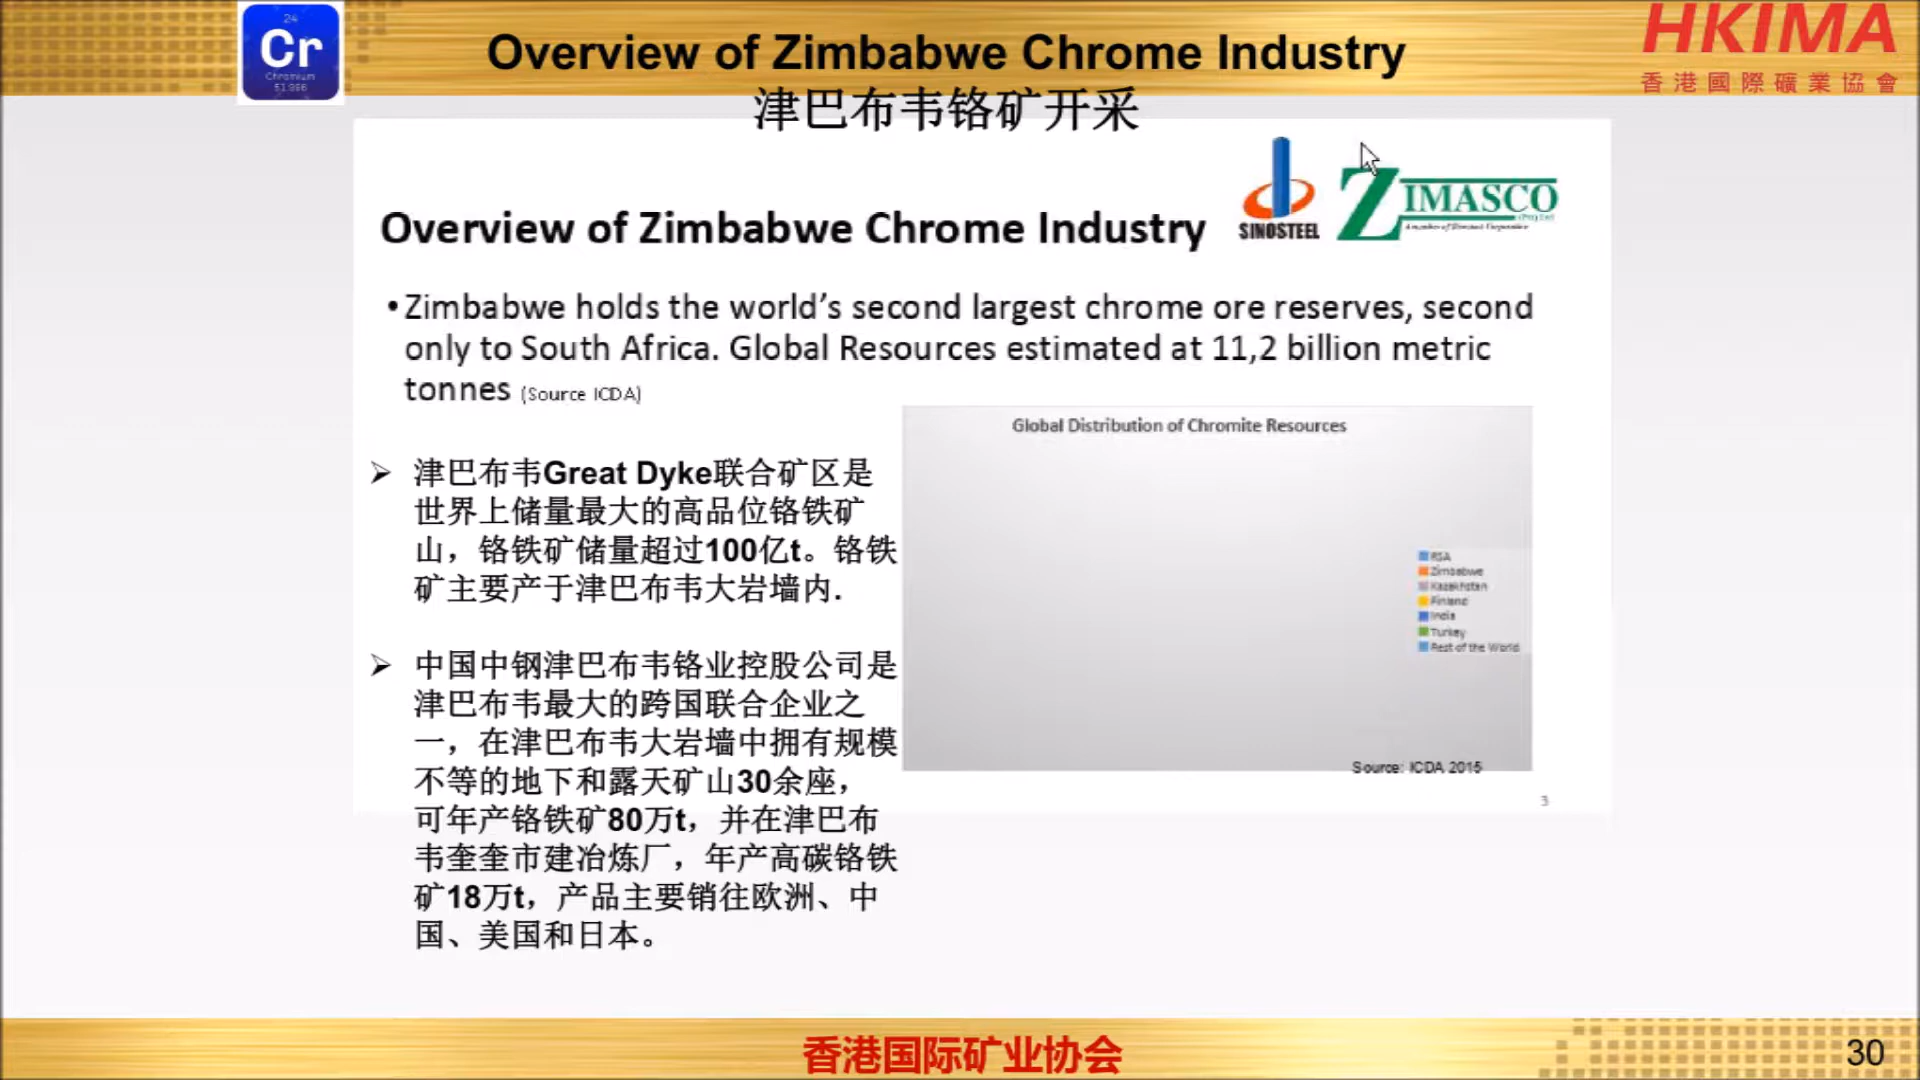 24
Cr
Chromium
51.996
Overview of Zimbabwe Chrome Industry
津巴布韦铬矿开采
HKIMA
香港國際礦業協會
SINOSTEEL
ZIMASCO
Overview of Zimbabwe Chrome Industry
•Zimbabwe holds the world's second largest chrome ore reserves, second
only to South Africa. Global Resources estimated at 11,2 billion metric
tonnes (Source ICDA)
➢ 津巴布韦Great Dyke联合矿区是
世界上储量最大的高品位铬铁矿
山，铬铁矿储量超过100亿t。铬铁
矿主要产于津巴布韦大岩墙内.
➢ 中国中钢津巴布韦铬业控股公司是
津巴布韦最大的跨国联合企业之
一，在津巴布韦大岩墙中拥有规模
不等的地下和露天矿山30余座，
可年产铬铁矿80万t，并在津巴布
韦奎奎市建冶炼厂，年产高碳铬铁
矿18万t，产品主要销往欧洲、中
国、美国和日本。
Global Distribution of Chromite Resources
RSA
Zimbabwe
Kazakhstan
Finland
India
Turkey
Rest of the World
Source: ICDA 2015
3
香港国际矿业协会
30